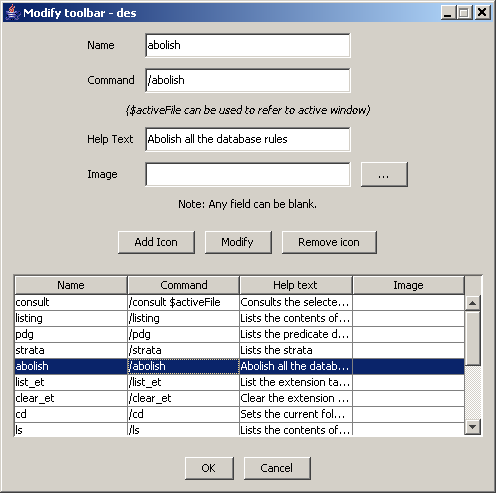 Modify toolbar - des
Name abolish
Command /abolish
($activeFile can be used to refer to active window)
Help Text Abolish all the database rules
Image ...
Note: Any field can be blank.
Add Icon Modify Remove icon
Name Command Help text Image
consult /consult $activeFile Consults the selecte...
listing /listing Lists the contents of...
pdg /pdg Lists the predicate d...
strata /strata Lists the strata
abolish /abolish Abolish all the datab...
list_et /list_et List the extension ta...
clear_et /clear_et Clear the extension ...
cd /cd Sets the current fol...
ls /ls Lists the contents of...
OK Cancel